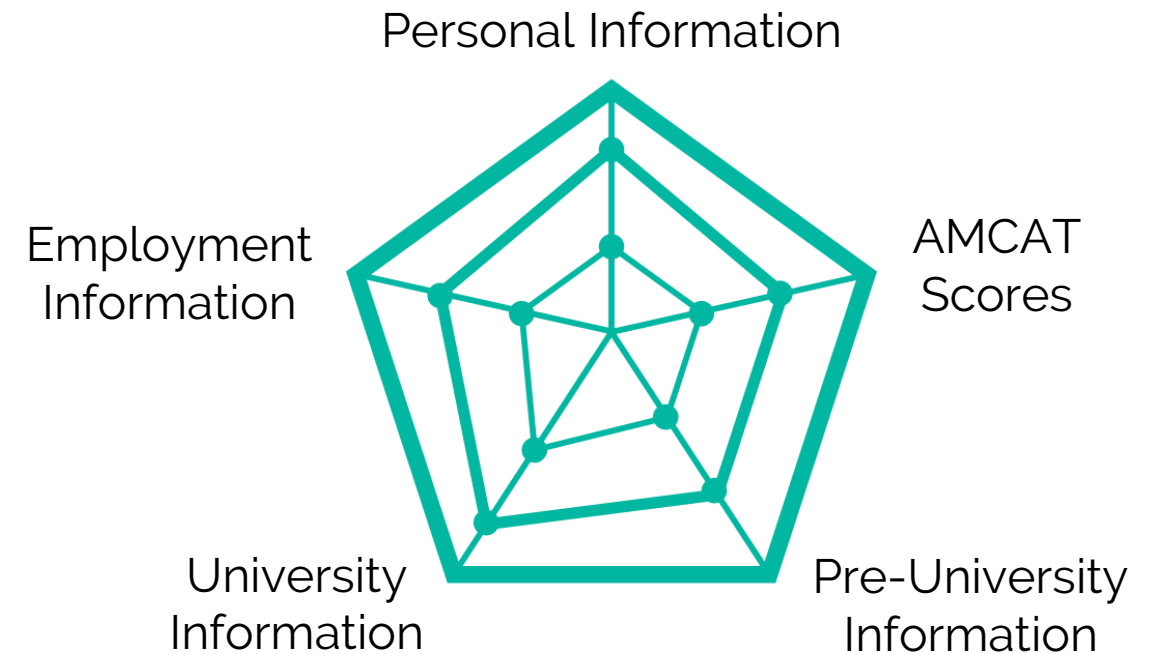 Personal Information
Employment
Information
AMCAT
Scores
University
Information
Pre-University
Information